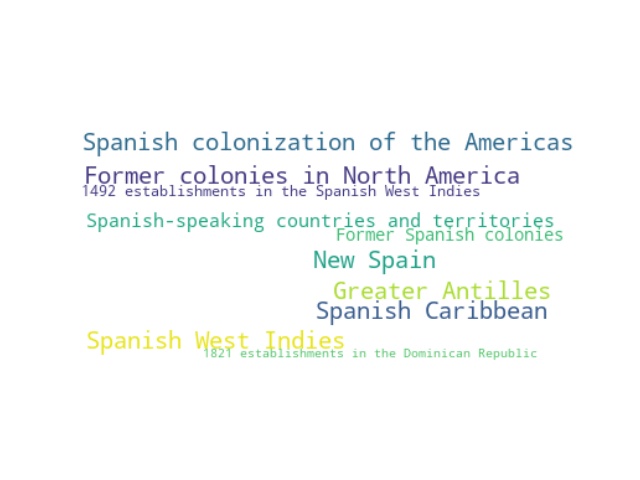 Spanish colonization of the Americas
Former colonies in North America
1492 establishments in the Spanish West Indies
Spanish-speaking countries and territories
Former Spanish colonies
New Spain
Greater Antilles
Spanish Caribbean
Spanish West Indies
1821 establishments in the Dominican Republic